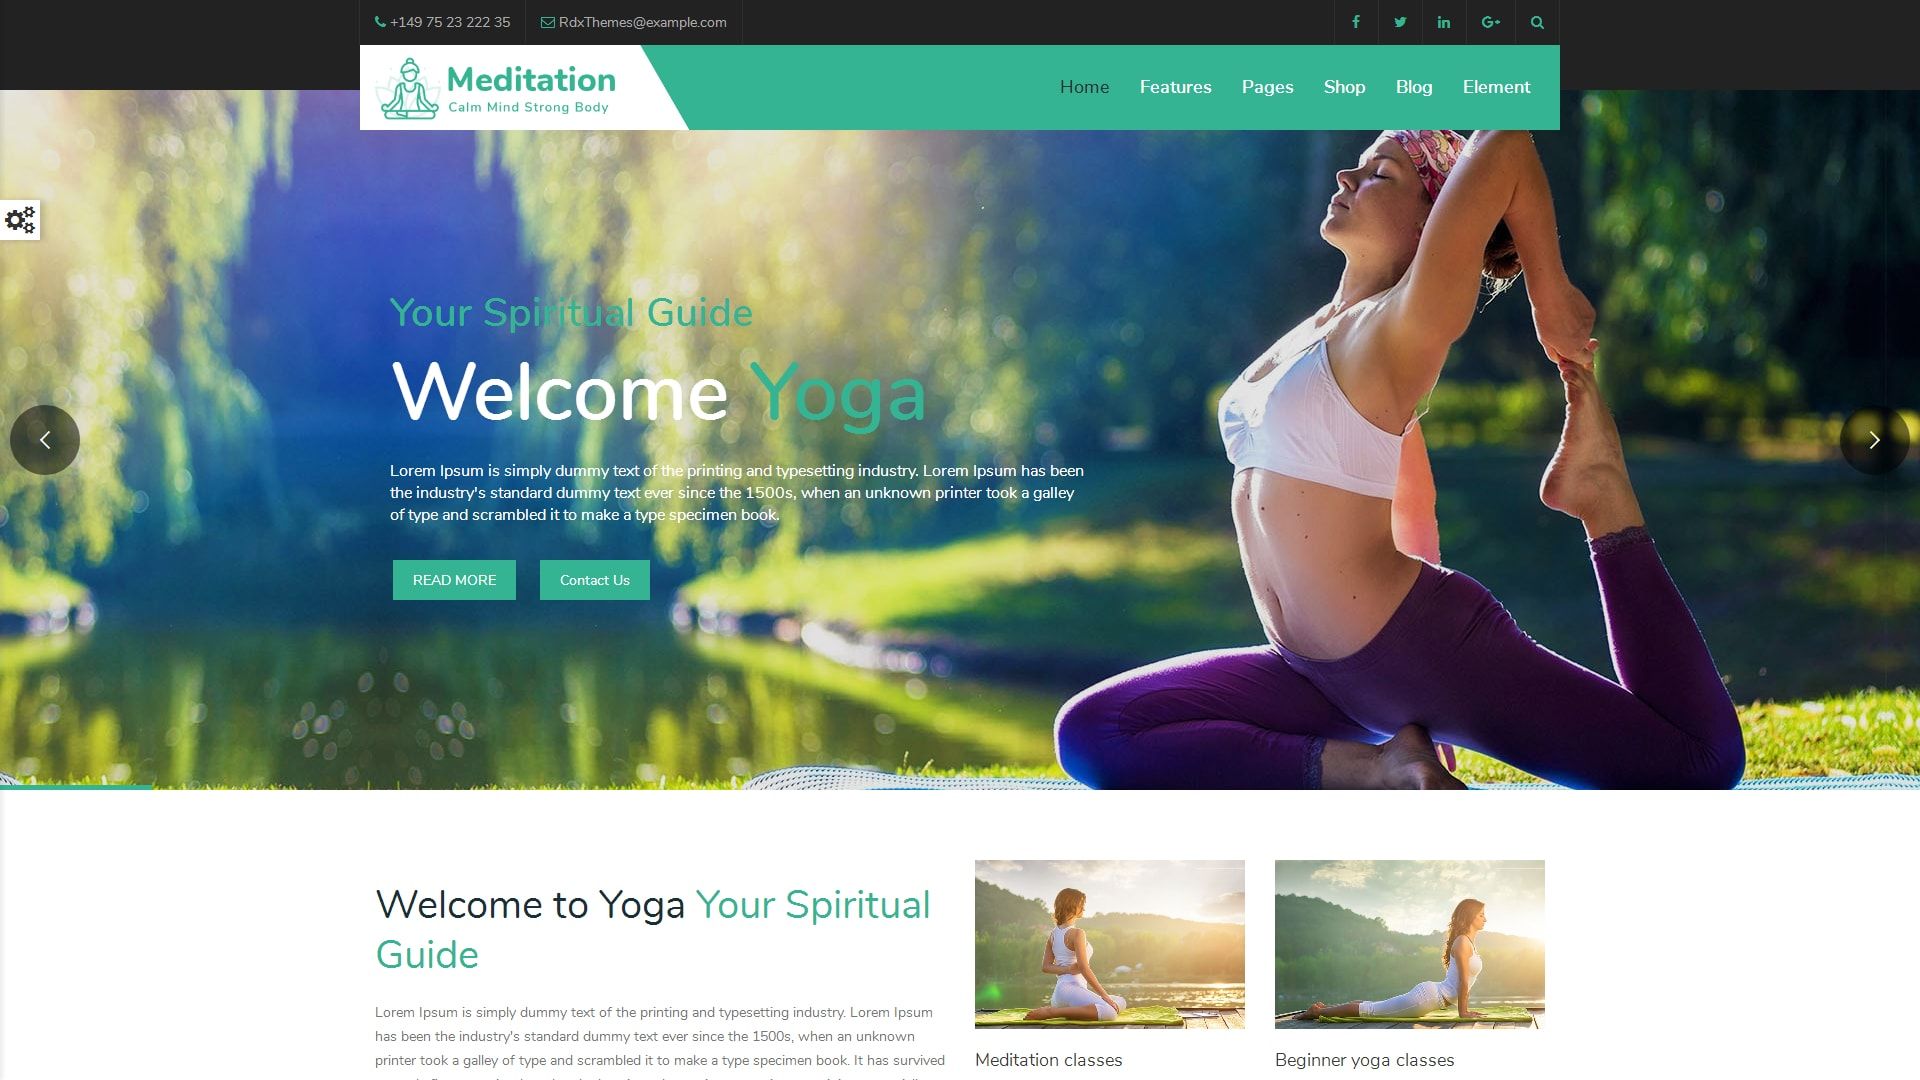 +149 75 23 222 35
RdxThemes@example.com
Meditation
Calm Mind Strong Body
Home Features Pages Shop Blog Element
Your Spiritual Guide
Welcome Yoga
Lorem Ipsum is simply dummy text of the printing and typesetting industry. Lorem Ipsum has been
the industry's standard dummy text ever since the 1500s, when an unknown printer took a galley
of type and scrambled it to make a type specimen book.
READ MORE
Contact Us
Welcome to Yoga Your Spiritual
Guide
Lorem Ipsum is simply dummy text of the printing and typesetting industry. Lorem Ipsum
has been the industry's standard dummy text ever since the 1500s, when an unknown
printer took a galley of type and scrambled it to make a type specimen book. It has survived
Meditation classes
Beginner yoga classes